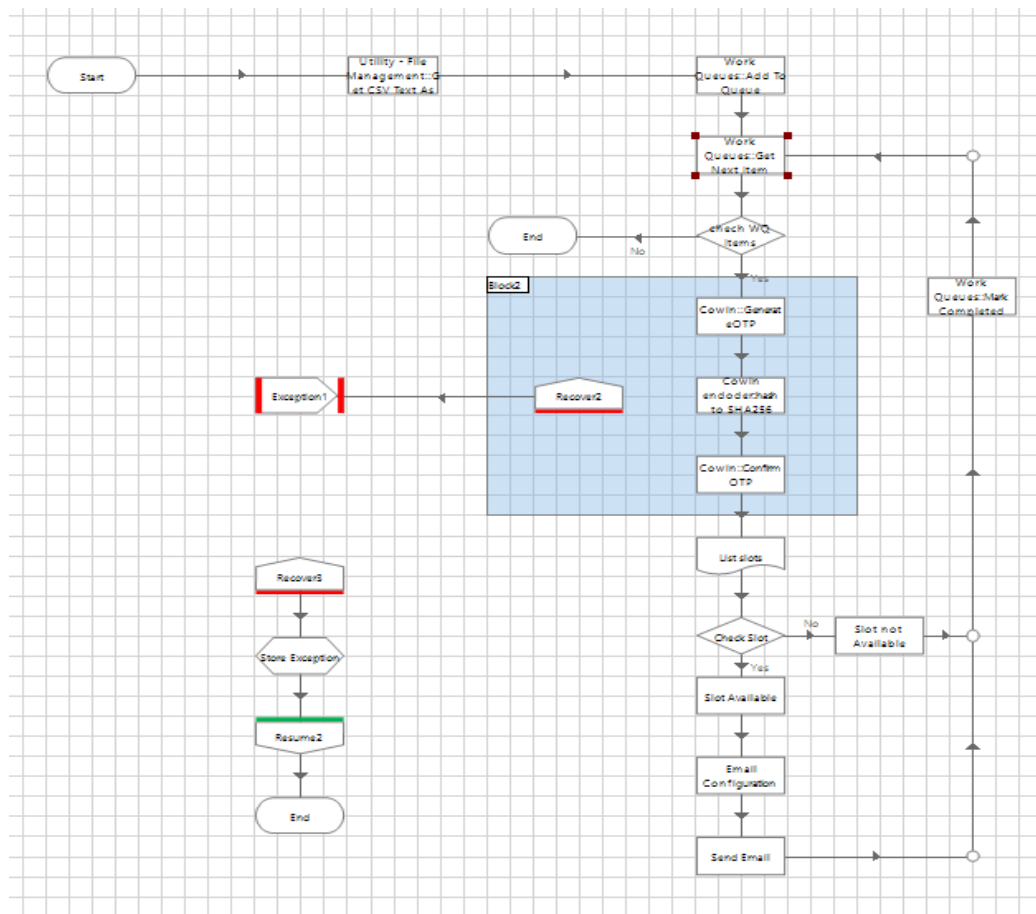 Start
Utility - File
Management::G
et CSV Text As
Work
Queues::Add To
Queue
Work
Queues::Get
Next Item
End
No
chech WQ
items
Yes
Block2
Work
Queues::Mark
Completed
Cowin::Generat
eOTP
Exception1
Recover2
Cowin
endoder:hash
to SHA256
Cowin::Confirm
OTP
List slots
Recover3
Check Slot
No
Slot not
Available
Store Exception
Yes
Slot Available
Resume2
Email
Configuration
End
Send Email